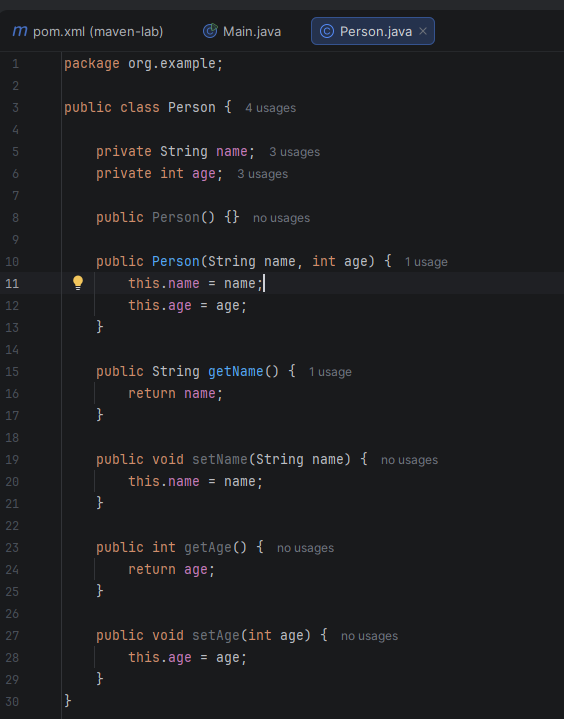 m pom.xml (maven-lab) Main.java Person.java
1 package org.example;
2
3 public class Person { 4 usages
4
5     private String name; 3 usages
6     private int age; 3 usages
7
8     public Person() {} no usages
9
10     public Person(String name, int age) { 1 usage
11         this.name = name;
12         this.age = age;
13     }
14
15     public String getName() { 1 usage
16         return name;
17     }
18
19     public void setName(String name) { no usages
20         this.name = name;
21     }
22
23     public int getAge() { no usages
24         return age;
25     }
26
27     public void setAge(int age) { no usages
28         this.age = age;
29     }
30 }